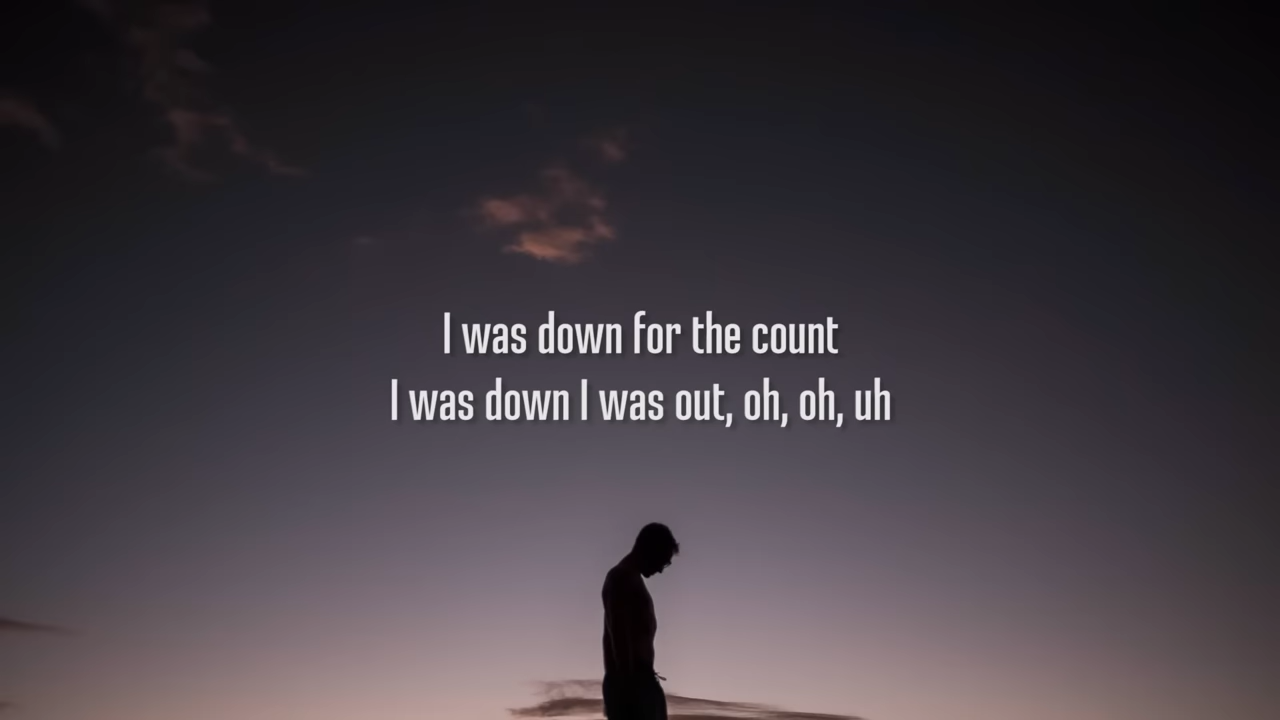 I was down for the count
I was down I was out, oh, oh, uh